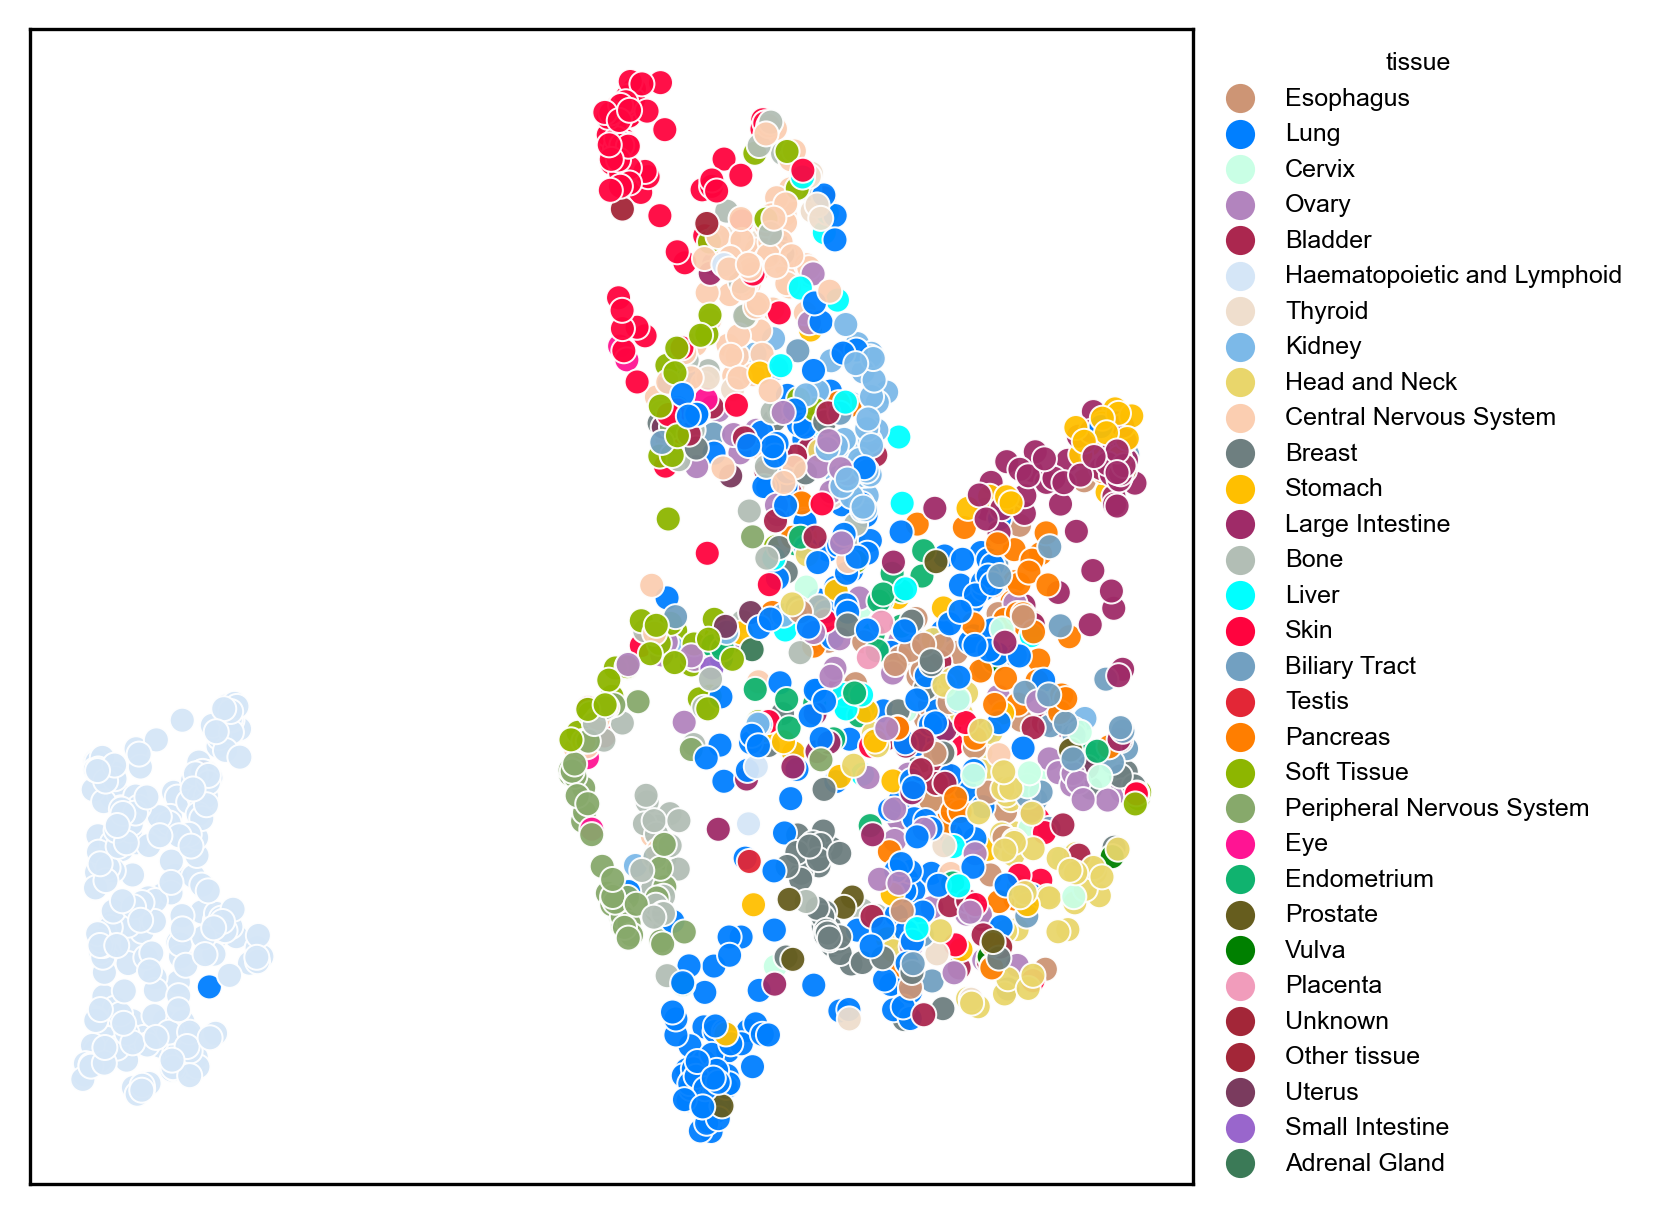 tissue
Esophagus
Lung
Cervix
Ovary
Bladder
Haematopoietic and Lymphoid
Thyroid
Kidney
Head and Neck
Central Nervous System
Breast
Stomach
Large Intestine
Bone
Liver
Skin
Biliary Tract
Testis
Pancreas
Soft Tissue
Peripheral Nervous System
Eye
Endometrium
Prostate
Vulva
Placenta
Unknown
Other tissue
Uterus
Small Intestine
Adrenal Gland